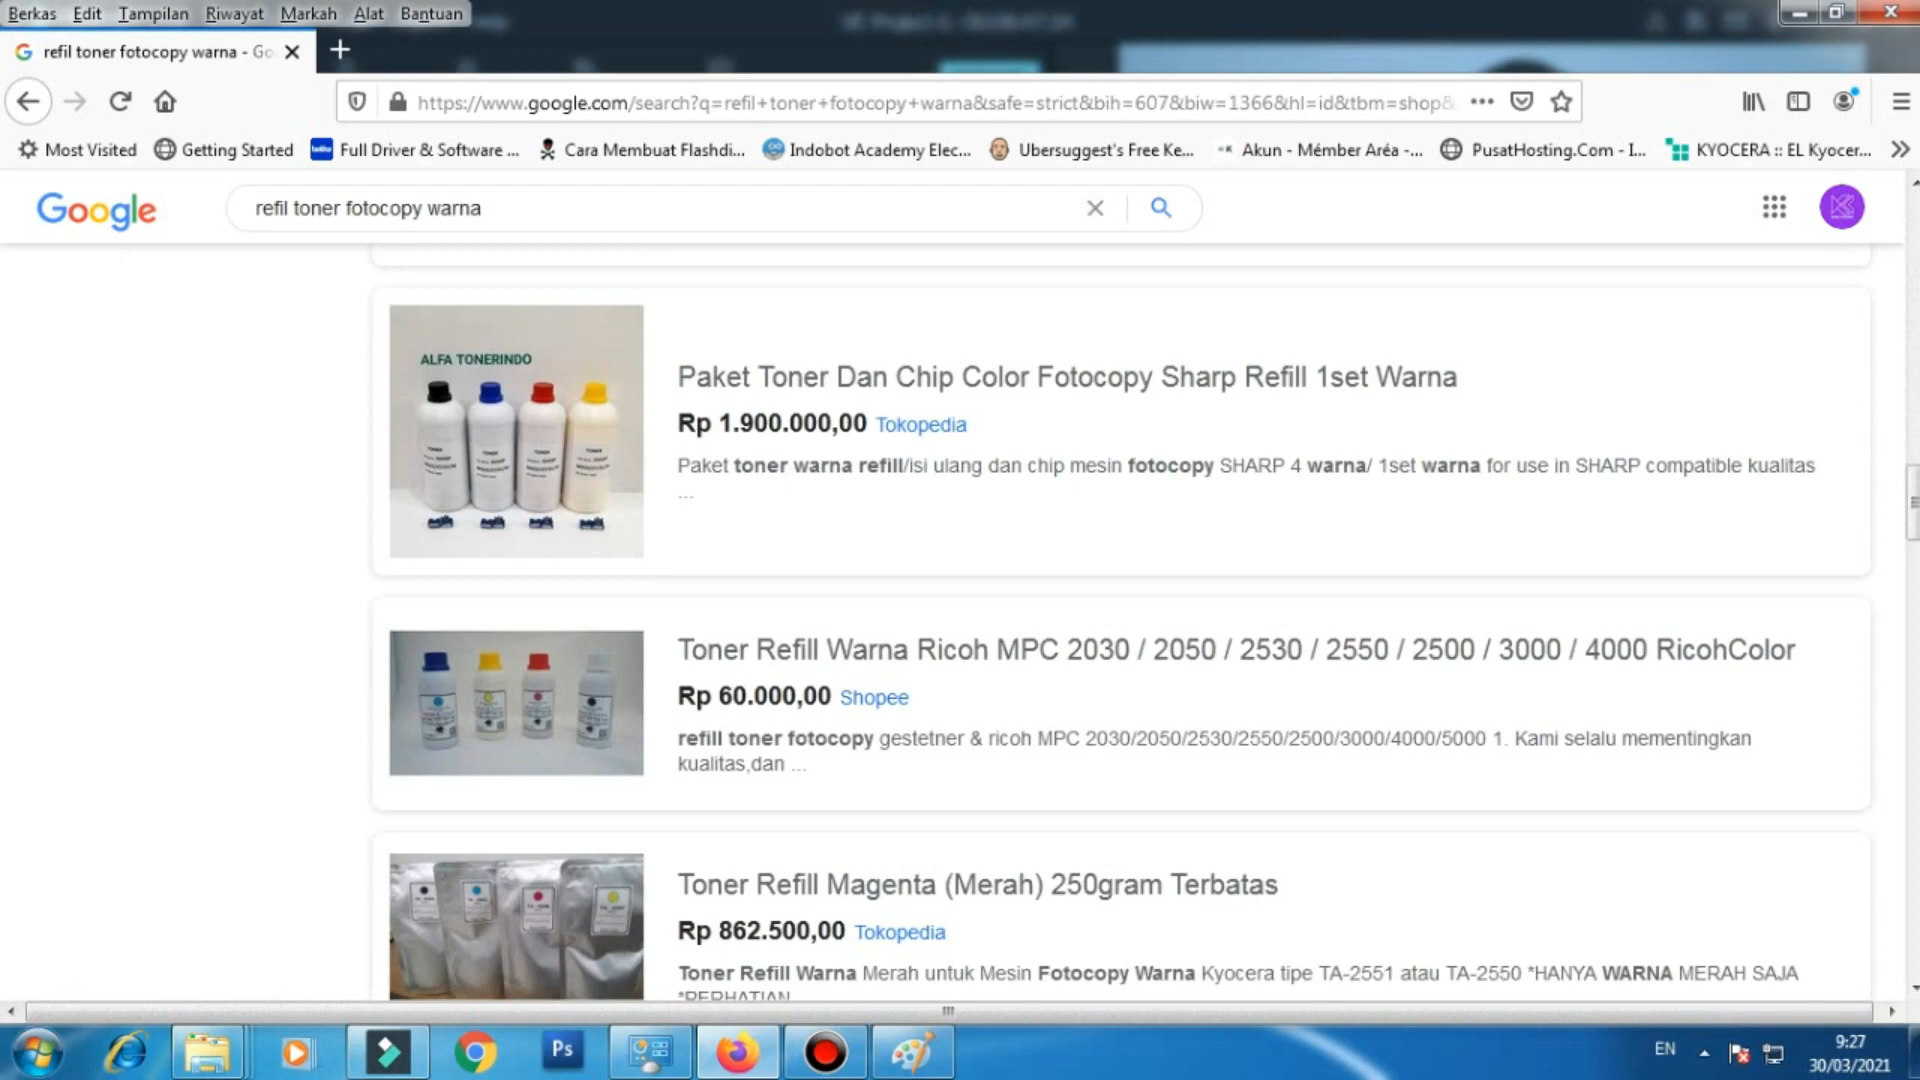 Berkas Edit Tampilan Riwayat Markah Alat Bantuan
refil toner fotocopy warna - Go
https://www.google.com/search?q=refil+toner+fotocopy+warna&safe=strict&bih=607&biw=1366&hl=id&tbm=shop&
Most Visited Getting Started Full Driver & Software ... Cara Membuat Flashdi... Indobot Academy Elec... Ubersuggest's Free Ke... Akun - Mémber Aréa -... PusatHosting.Com - I... KYOCERA :: EL Kyocer...
Google refil toner fotocopy warna
ALFA TONERINDO
Paket Toner Dan Chip Color Fotocopy Sharp Refill 1set Warna
Rp 1.900.000,00 Tokopedia
Paket toner warna refill/isi ulang dan chip mesin fotocopy SHARP 4 warna/ 1set warna for use in SHARP compatible kualitas
...
Toner Refill Warna Ricoh MPC 2030 / 2050 / 2530 / 2550 / 2500 / 3000 / 4000 RicohColor
Rp 60.000,00 Shopee
refill toner fotocopy gestetner & ricoh MPC 2030/2050/2530/2550/2500/3000/4000/5000 1. Kami selalu mementingkan
kualitas,dan ...
Toner Refill Magenta (Merah) 250gram Terbatas
Rp 862.500,00 Tokopedia
Toner Refill Warna Merah untuk Mesin Fotocopy Warna Kyocera tipe TA-2551 atau TA-2550 *HANYA WARNA MERAH SAJA
*PERHATIAN
Ps
EN
9:27
30/03/2021